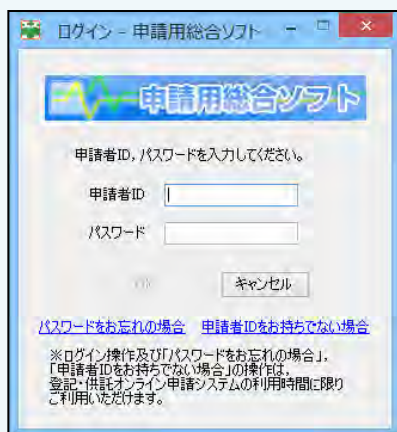 ログイン - 申請用総合ソフト
申請用総合ソフト
申請者ID，パスワードを入力してください。
申請者ID
パスワード
OK
キャンセル
パスワードをお忘れの場合 申請者IDをお持ちでない場合
※ログイン操作及び「パスワードをお忘れの場合」，
「申請者IDをお持ちでない場合」の操作は，
登記・供託オンライン申請システムの利用時間に限り
ご利用いただけます。